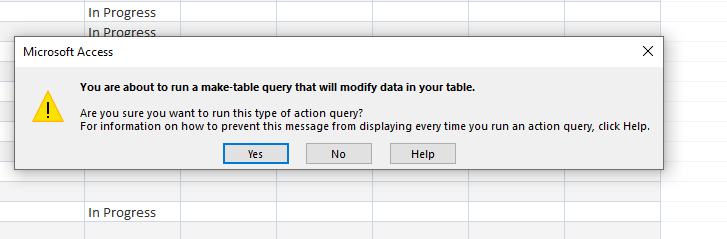 In Progress
In Progress
Microsoft Access
You are about to run a make-table query that will modify data in your table.
Are you sure you want to run this type of action query?
For information on how to prevent this message from displaying every time you run an action query, click Help.
Yes
No
Help
In Progress